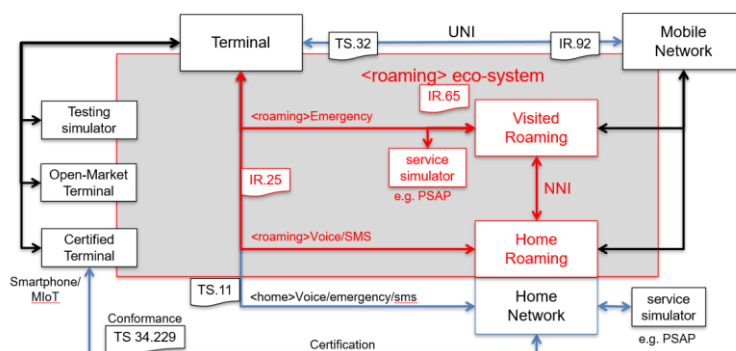 Terminal
TS.32
UNI
IR.92
Mobile
Network
<roaming> eco-system
IR.65
Testing
simulator
<roaming>Emergency
Visited
Roaming
service
simulator
e.g. PSAP
Open-Market
Terminal
IR.25
NNI
Certified
Terminal
<roaming>Voice/SMS
Home
Roaming
Smartphone/
MIoT
TS.11
<home>Voice/emergency/sms
Home
Network
service
simulator
e.g. PSAP
Conformance
TS 34.229
Certification